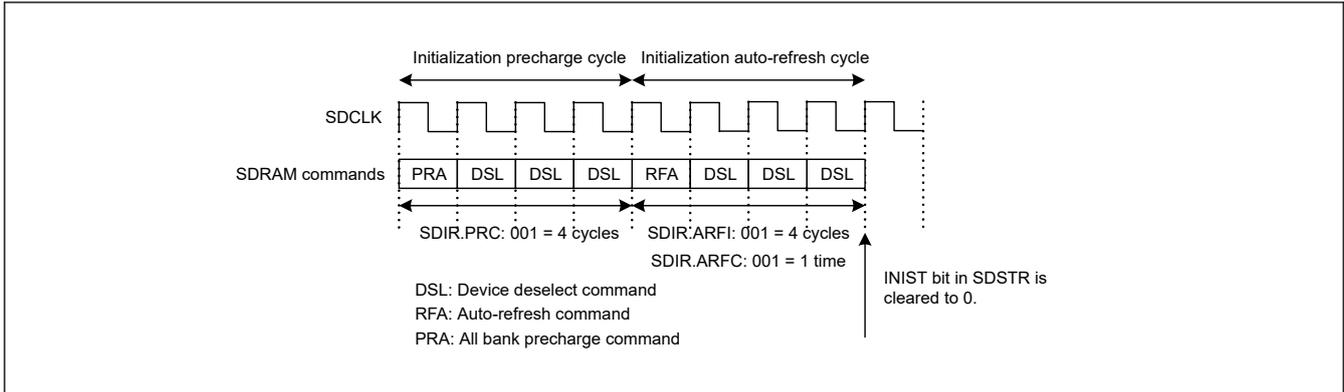 Initialization precharge cycle Initialization auto-refresh cycle
SDCLK
SDRAM commands PRA DSL DSL DSL RFA DSL DSL DSL
SDIR.PRC: 001 = 4 cycles SDIR.ARFI: 001 = 4 cycles
SDIR.ARFC: 001 = 1 time
INIST bit in SDSTR is
cleared to 0.
DSL: Device deselect command
RFA: Auto-refresh command
PRA: All bank precharge command